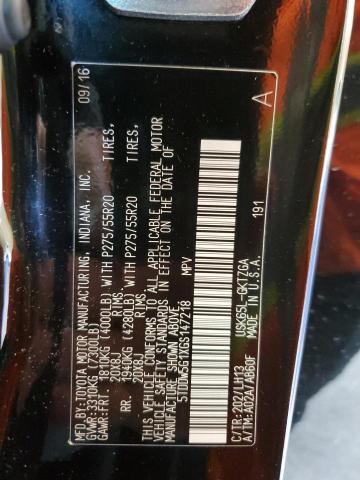 MFD.BY:TOYOTA MOTOR MANUFACTURING, INDIANA, INC. 09/16
GVWR:3310KG (7300LB)
GAWR:FRT. 1810KG (4000LB) WITH P275/55R20 TIRES,
20X8J RIMS
RR. 1940KG (4280LB) WITH P275/55R20 TIRES,
20X8J RIMS
THIS VEHICLE CONFORMS TO ALL APPLICABLE FEDERAL MOTOR
VEHICLE SAFETY STANDARDS IN EFFECT ON THE DATE OF
MANUFACTURE SHOWN ABOVE.
5TDDW5G1XGS147218 MPV
191 A
C/TR:202/LH13 USK65L-GKTZGA
A/TM:A02A/AB60F MADE IN U.S.A.